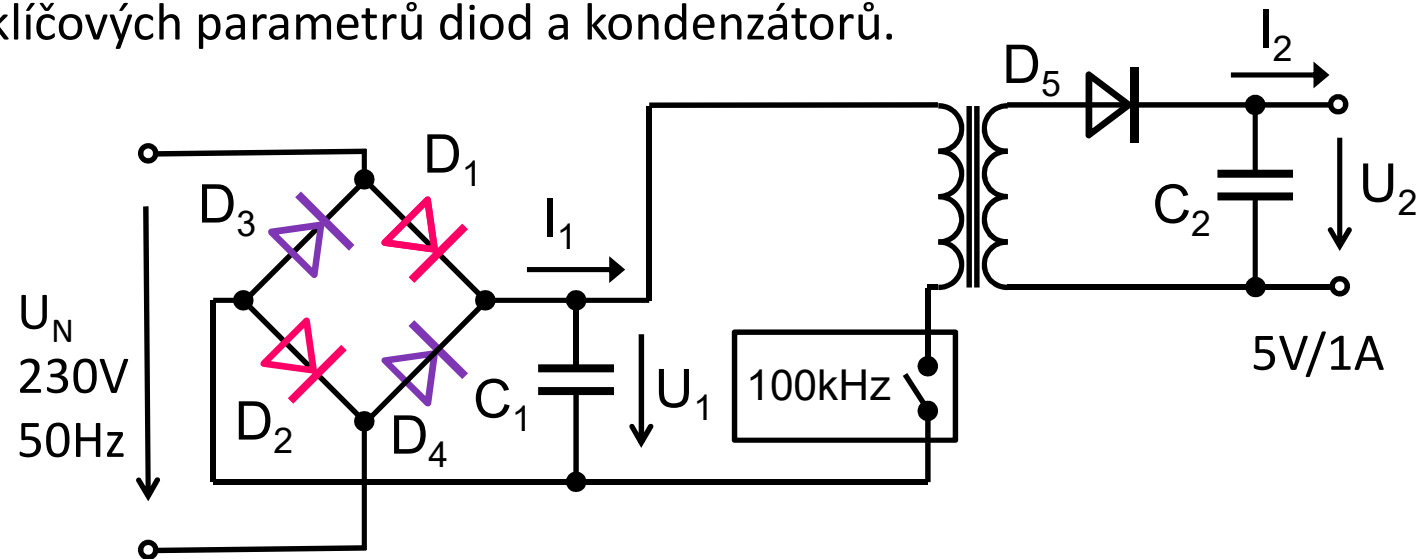 klíčových parametrů diod a kondenzátorů.
I₂
D₅
D₁
D₃
I₁
C₂
U₂
U_N
230V
50Hz
D₂
D₄
C₁
U₁
100kHz
5V/1A